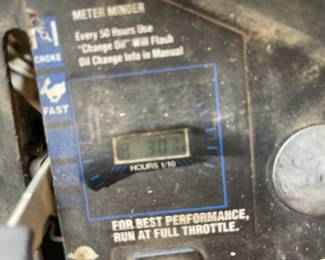 METER MINDER
Every 50 Hours Use
"Change Oil" Will Flash
Oil Change Info in Manual
CHOKE
FAST
HOURS 1/10
FOR BEST PERFORMANCE,
RUN AT FULL THROTTLE.